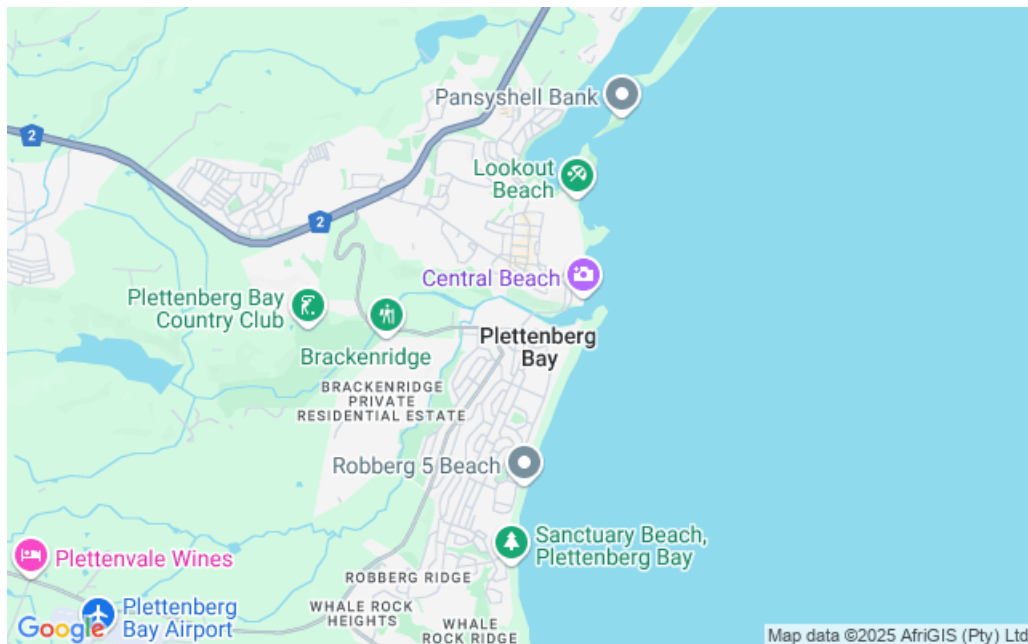 Pansyshell Bank
2
Lookout
Beach
2
Central Beach
Plettenberg Bay
Country Club
Plettenberg
Bay
Brackenridge
BRACKENRIDGE
PRIVATE
RESIDENTIAL ESTATE
Robberg 5 Beach
Sanctuary Beach,
Plettenberg Bay
Plettenvale Wines
ROBBERG RIDGE
WHALE ROCK
HEIGHTS
Plettenberg
Bay Airport
WHALE
ROCK RIDGE
Google
Map data ©2025 AfriGIS (Pty) Ltd